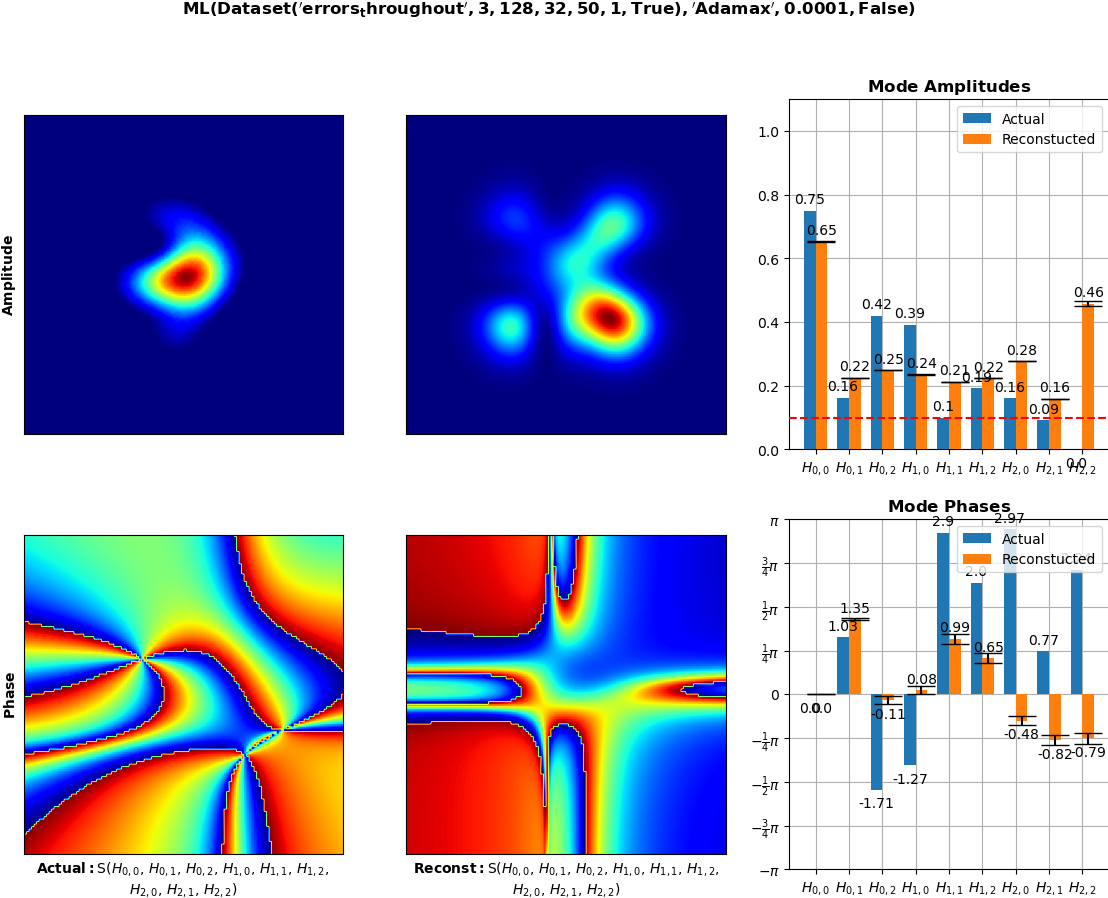 ML(Dataset('errors_throughout', 3, 128, 32, 50, 1, True), 'Adamax', 0.0001, False)
Mode Amplitudes
Actual
Reconstucted
1.0
0.8
0.6
0.4
0.2
0.0
0.75
0.65
0.16
0.22
0.42
0.25
0.39
0.24
0.1
0.21
0.19
0.22
0.16
0.28
0.09
0.16
0.0
0.46
H0,0 H0,1 H0,2 H1,0 H1,1 H1,2 H2,0 H2,1 H2,2
Amplitude
Mode Phases
Actual
Reconstucted
π
3/4π
1/2π
1/4π
0
−1/4π
−1/2π
−3/4π
−π
0.0
0.0
1.03
1.35
-1.71
-0.11
-1.27
0.08
2.9
0.99
2.0
0.65
2.97
-0.48
0.77
-0.82
-0.79
H0,0 H0,1 H0,2 H1,0 H1,1 H1,2 H2,0 H2,1 H2,2
Phase
Actual: S(H0,0, H0,1, H0,2, H1,0, H1,1, H1,2,
H2,0, H2,1, H2,2)
Reconst: S(H0,0, H0,1, H0,2, H1,0, H1,1, H1,2,
H2,0, H2,1, H2,2)